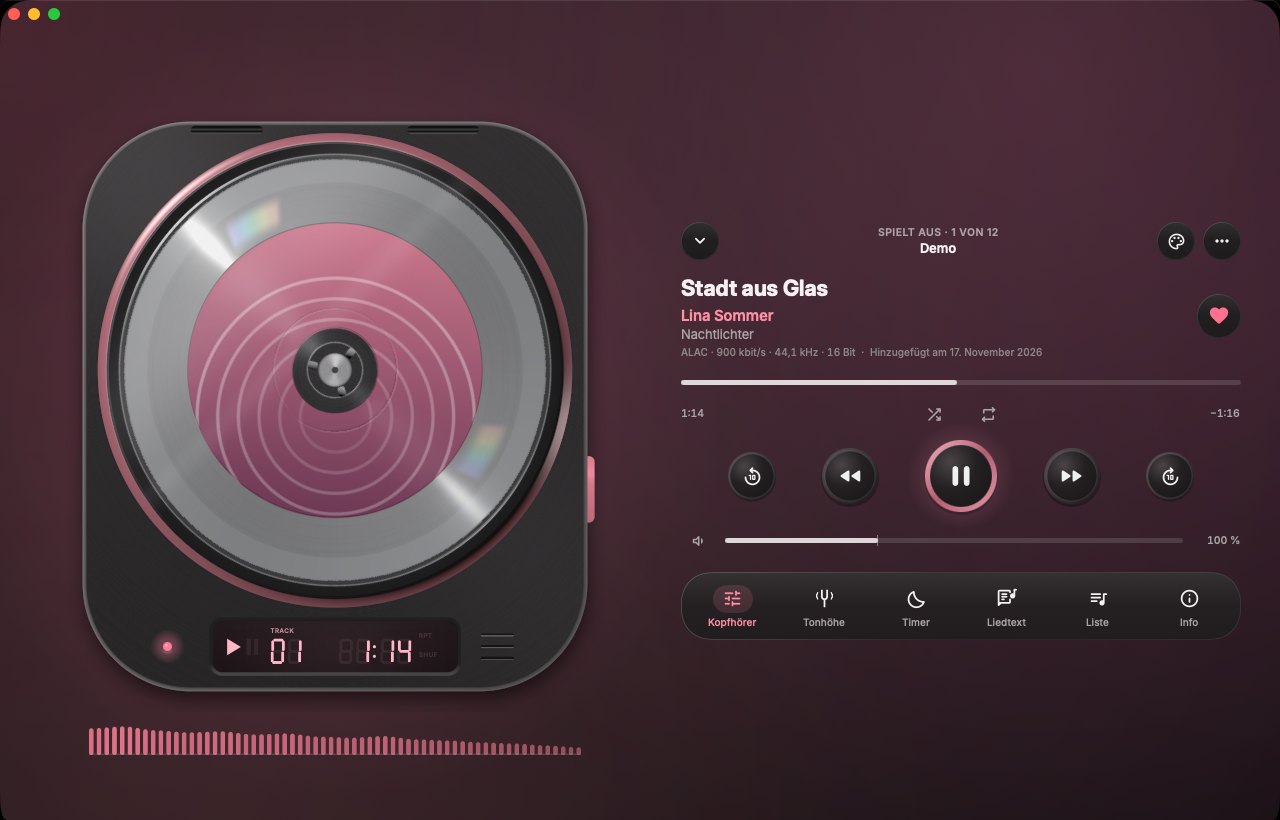 SPIELT AUS · 1 VON 12
Demo
Stadt aus Glas
Lina Sommer
Nachtlichter
ALAC · 900 kbit/s · 44,1 kHz · 16 Bit · Hinzugefügt am 17. November 2026
1:14
−1:16
10
10
100 %
Kopfhörer
Tonhöhe
Timer
Liedtext
Liste
Info
TRACK
01
1:14
RPT
SHUF